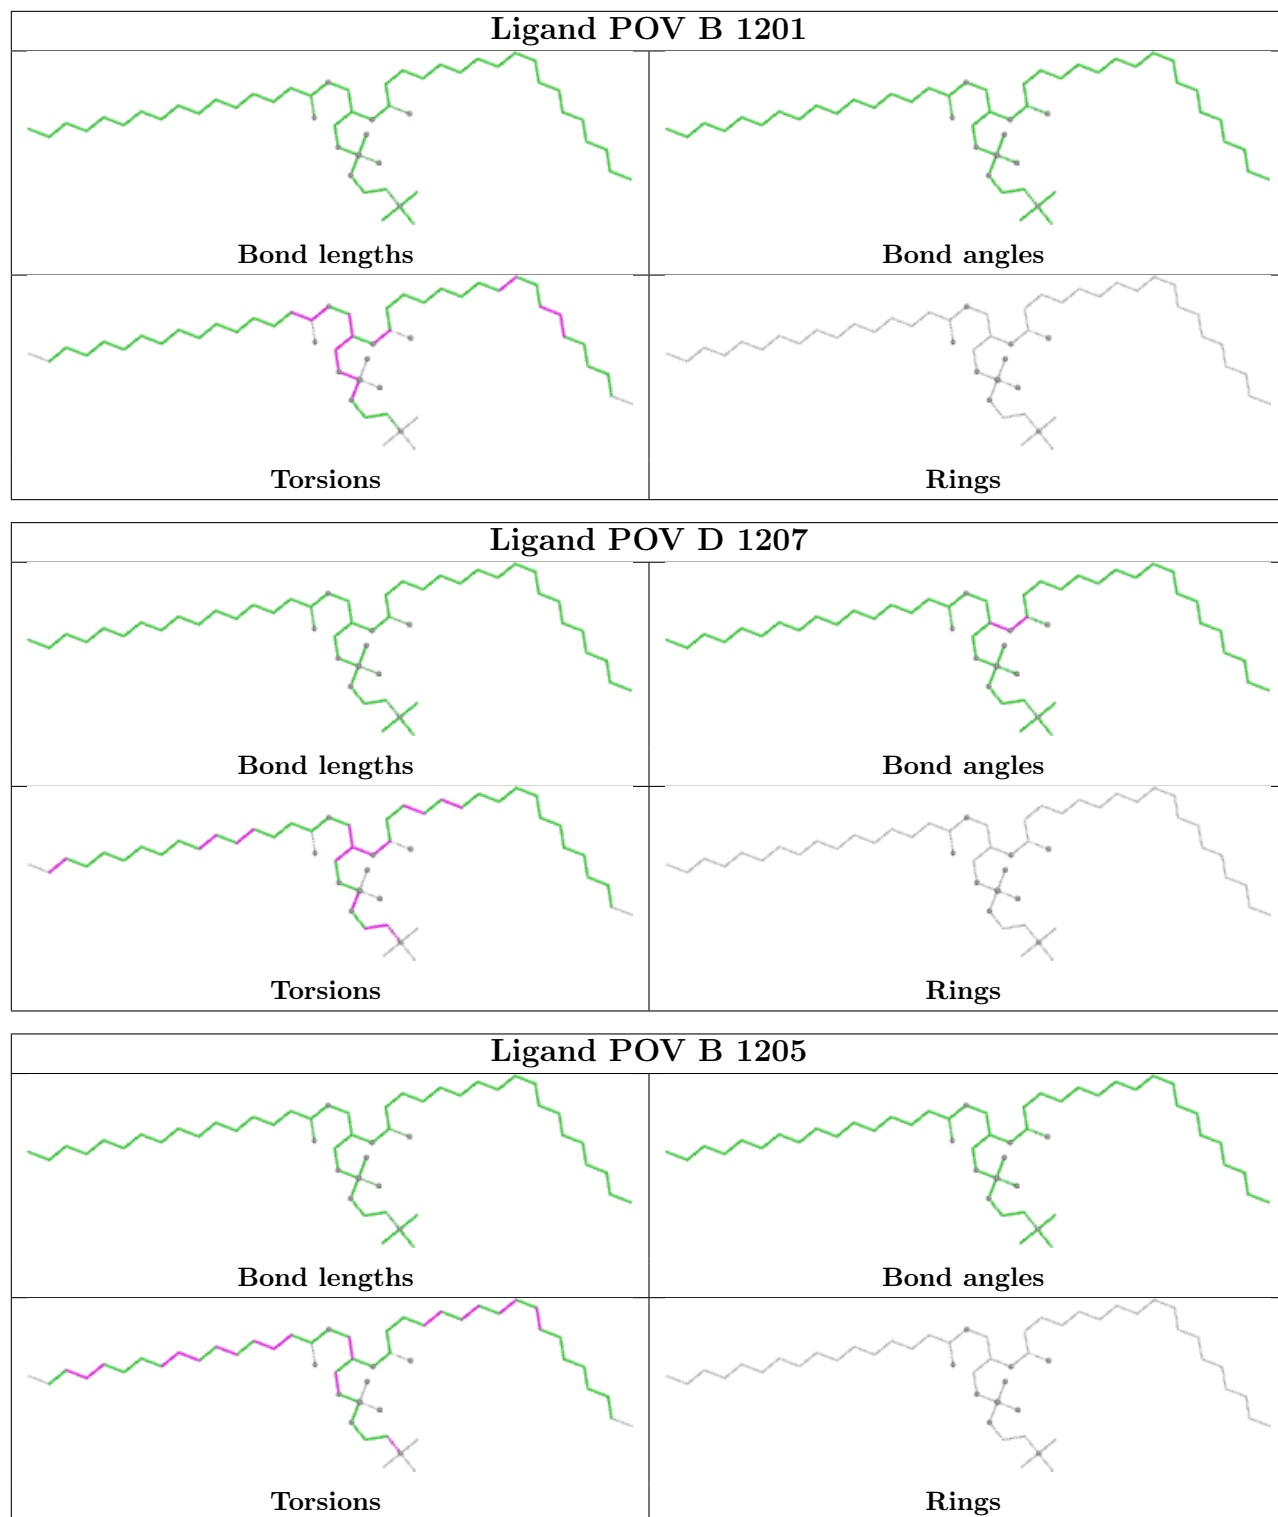 Ligand POV B 1201
Bond lengths
Bond angles
Torsions
Rings
Ligand POV D 1207
Bond lengths
Bond angles
Torsions
Rings
Ligand POV B 1205
Bond lengths
Bond angles
Torsions
Rings